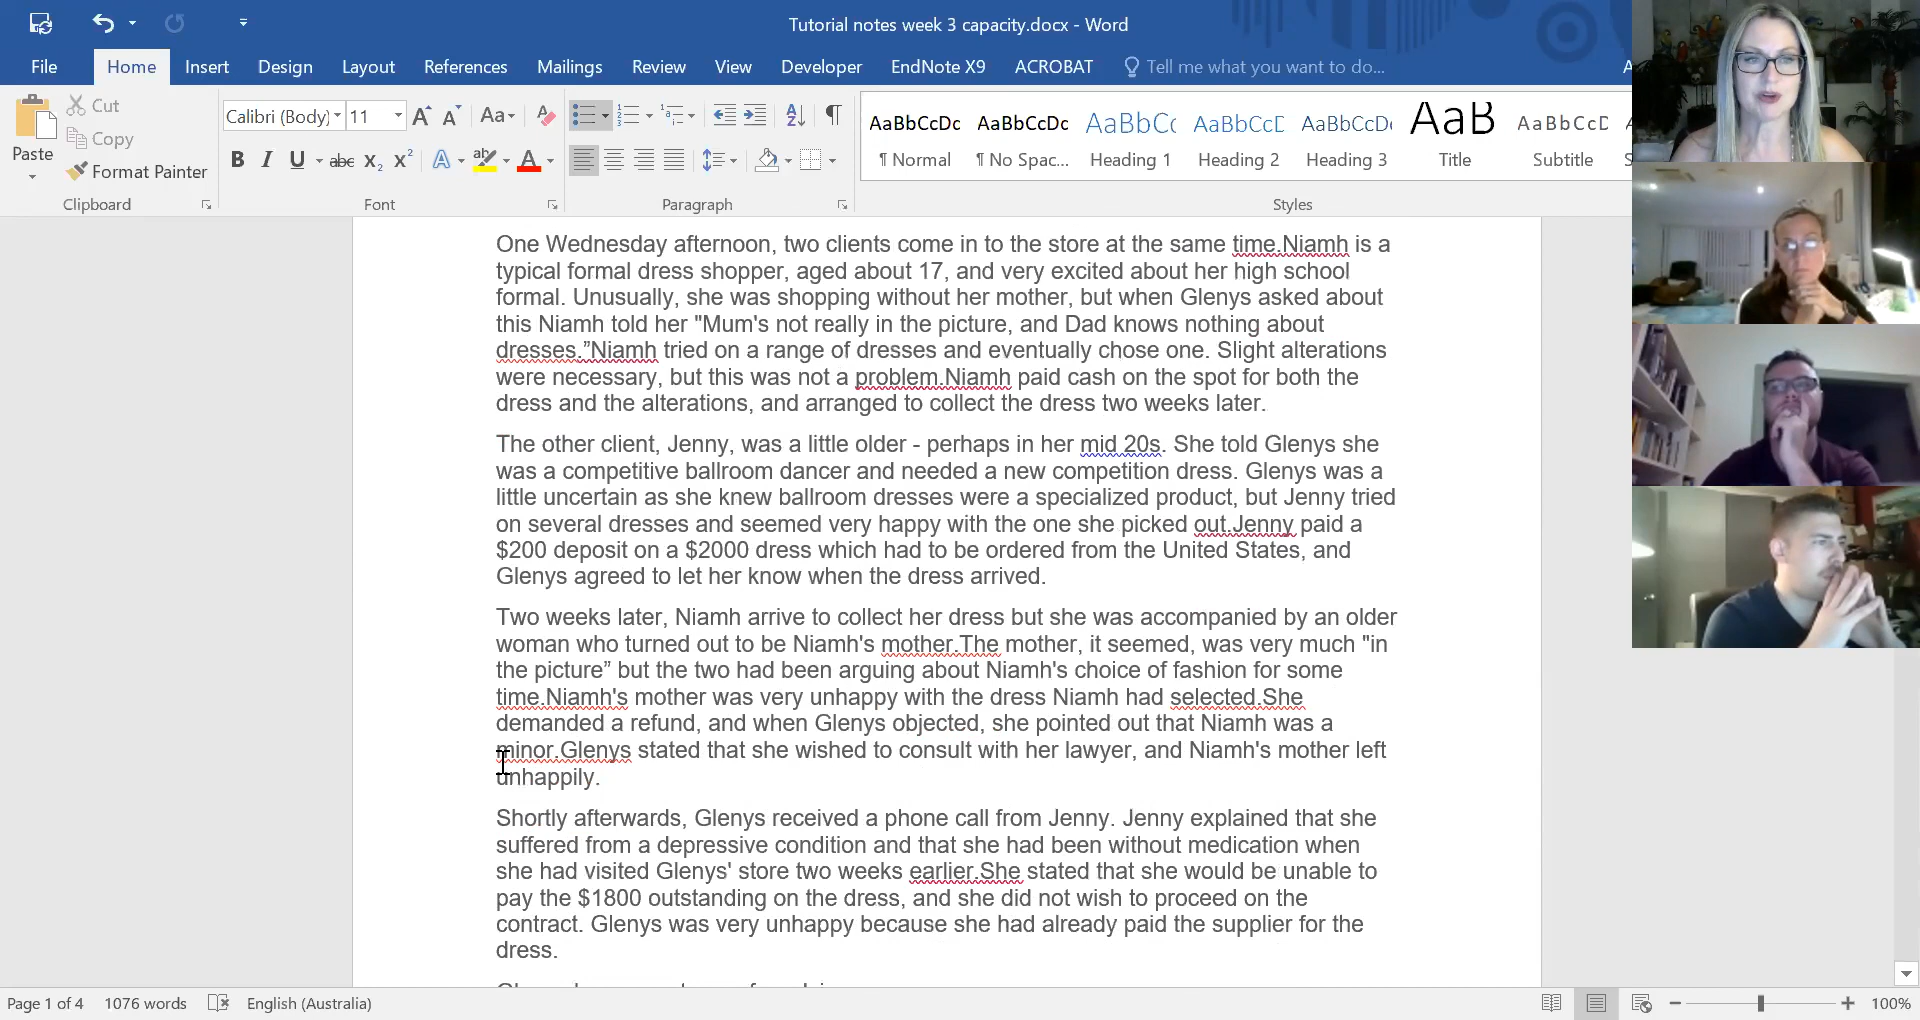 Tutorial notes week 3 capacity.docx - Word
File Home Insert Design Layout References Mailings Review View Developer EndNote X9 ACROBAT Tell me what you want to do...
Paste
Cut
Copy
Format Painter
Calibri (Body) 11
AaBbCcDc AaBbCcDc AaBbCc AaBbCcD AaBbCcDc AaB AaBbCcD
¶ Normal ¶ No Spac... Heading 1 Heading 2 Heading 3 Title Subtitle
Clipboard Font Paragraph Styles
One Wednesday afternoon, two clients come in to the store at the same time.Niamh is a
typical formal dress shopper, aged about 17, and very excited about her high school
formal. Unusually, she was shopping without her mother, but when Glenys asked about
this Niamh told her "Mum's not really in the picture, and Dad knows nothing about
dresses.”Niamh tried on a range of dresses and eventually chose one. Slight alterations
were necessary, but this was not a problem.Niamh paid cash on the spot for both the
dress and the alterations, and arranged to collect the dress two weeks later.
The other client, Jenny, was a little older - perhaps in her mid 20s. She told Glenys she
was a competitive ballroom dancer and needed a new competition dress. Glenys was a
little uncertain as she knew ballroom dresses were a specialized product, but Jenny tried
on several dresses and seemed very happy with the one she picked out.Jenny paid a
$200 deposit on a $2000 dress which had to be ordered from the United States, and
Glenys agreed to let her know when the dress arrived.
Two weeks later, Niamh arrive to collect her dress but she was accompanied by an older
woman who turned out to be Niamh's mother.The mother, it seemed, was very much "in
the picture” but the two had been arguing about Niamh's choice of fashion for some
time.Niamh's mother was very unhappy with the dress Niamh had selected.She
demanded a refund, and when Glenys objected, she pointed out that Niamh was a
minor.Glenys stated that she wished to consult with her lawyer, and Niamh's mother left
unhappily.
Shortly afterwards, Glenys received a phone call from Jenny. Jenny explained that she
suffered from a depressive condition and that she had been without medication when
she had visited Glenys' store two weeks earlier.She stated that she would be unable to
pay the $1800 outstanding on the dress, and she did not wish to proceed on the
contract. Glenys was very unhappy because she had already paid the supplier for the
dress.
Page 1 of 4 1076 words English (Australia) 100%